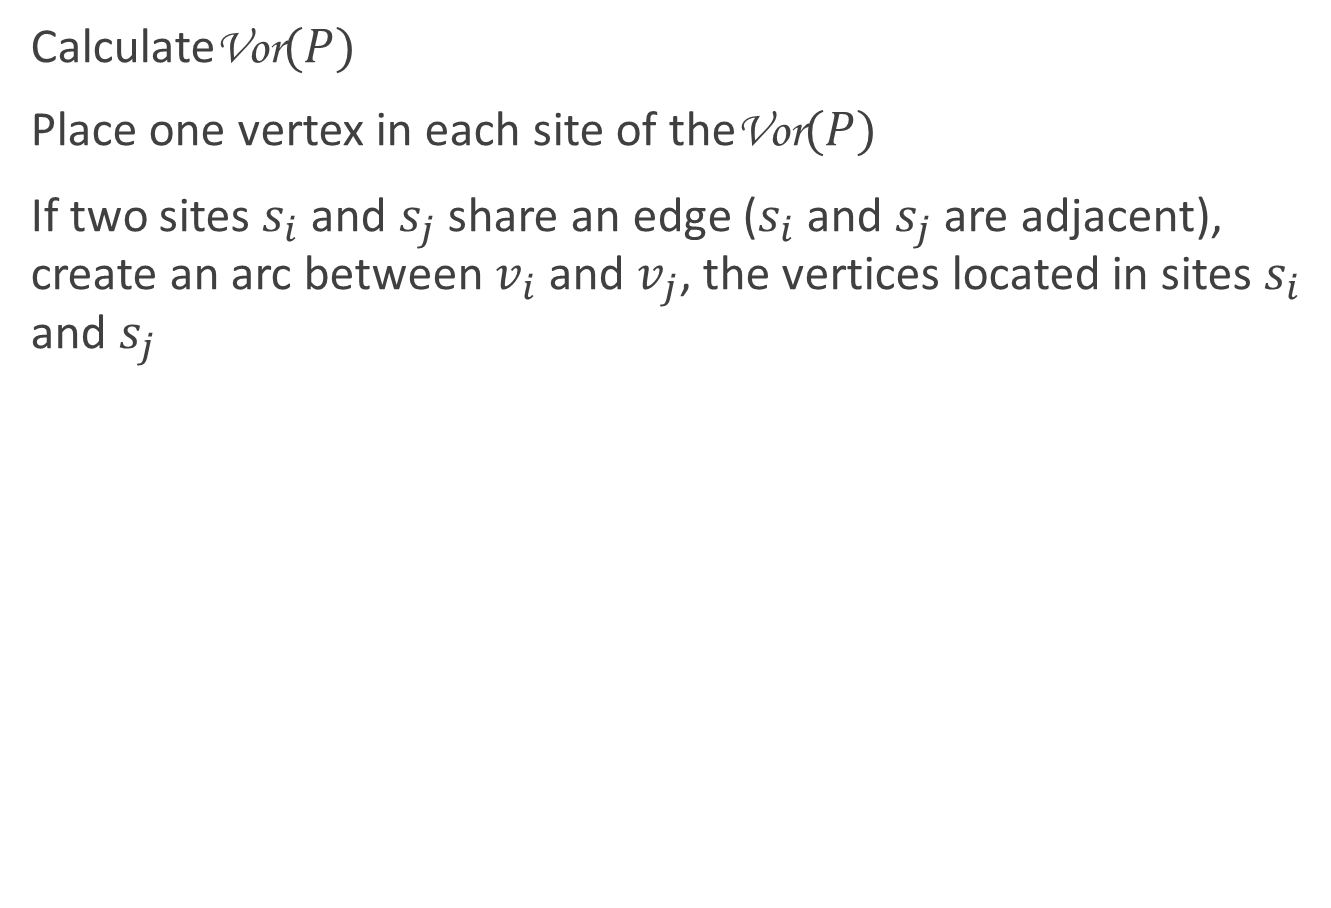 Calculate 𝒱or(P)
Place one vertex in each site of the 𝒱or(P)
If two sites sᵢ and sⱼ share an edge (sᵢ and sⱼ are adjacent),
create an arc between vᵢ and vⱼ, the vertices located in sites sᵢ
and sⱼ